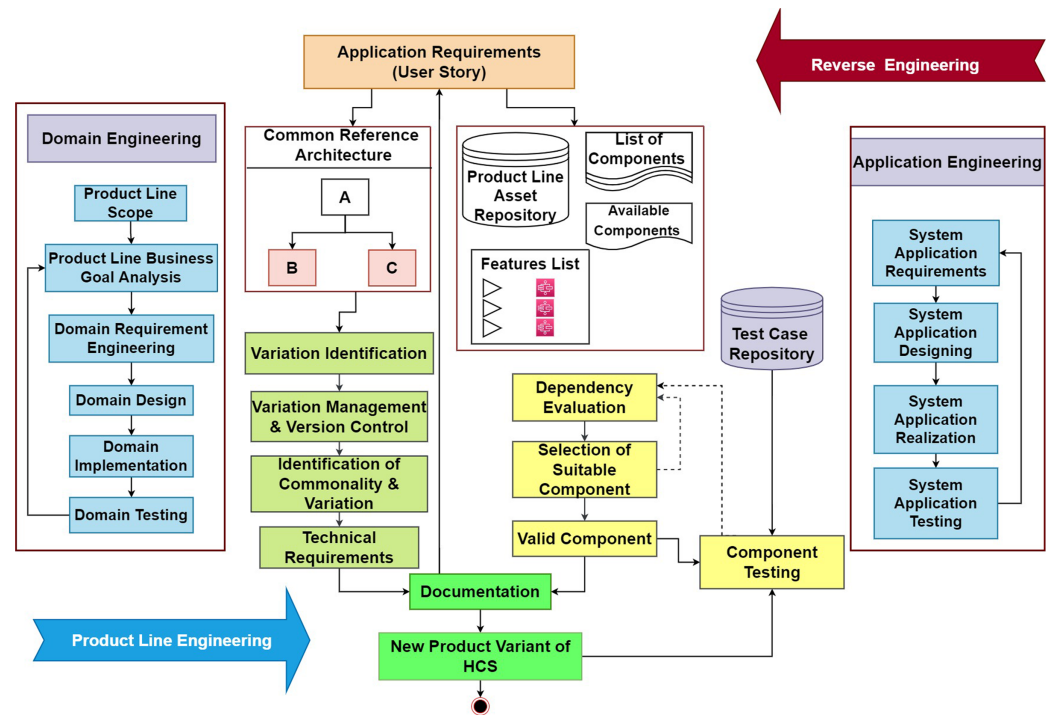 Application Requirements
(User Story)
Reverse Engineering
Domain Engineering
Product Line
Scope
Product Line Business
Goal Analysis
Domain Requirement
Engineering
Domain Design
Domain
Implementation
Domain Testing
Common Reference
Architecture
A
B
C
Variation Identification
Variation Management
& Version Control
Identification of
Commonality &
Variation
Technical
Requirements
Product Line
Asset
Repository
List of
Components
Available
Components
Features List
Test Case
Repository
Dependency
Evaluation
Selection of
Suitable
Component
Valid Component
Component
Testing
Application Engineering
System
Application
Requirements
System
Application
Designing
System
Application
Realization
System
Application
Testing
Documentation
Product Line Engineering
New Product Variant of
HCS